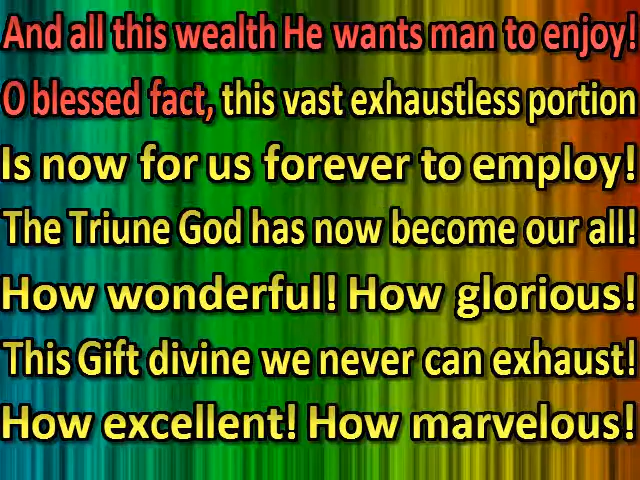 And all this wealth He wants man to enjoy!
O blessed fact, this vast exhaustless portion
Is now for us forever to employ!
The Triune God has now become our all!
How wonderful! How glorious!
This Gift divine we never can exhaust!
How excellent! How marvelous!